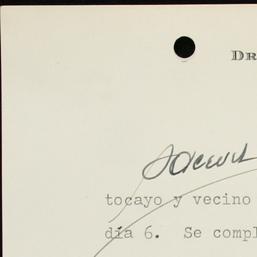 DR
tocayo y vecino
día 6. Se compl